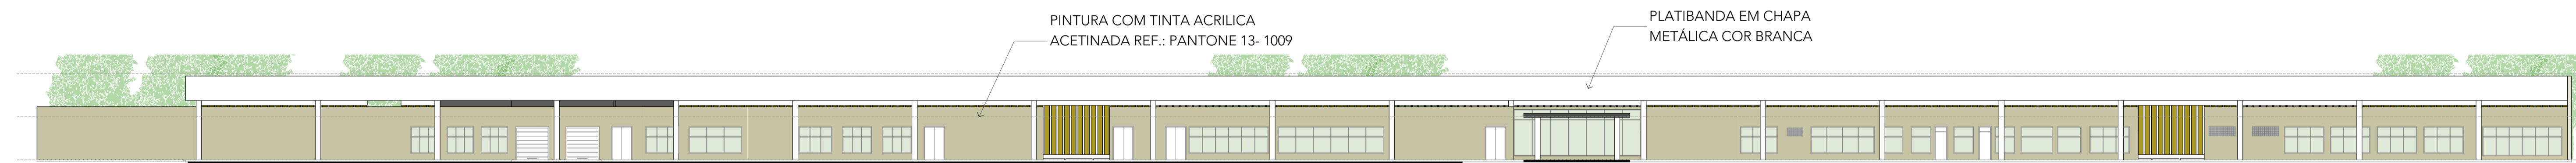 PINTURA COM TINTA ACRILICA
ACETINADA REF.: PANTONE 13- 1009
PLATIBANDA EM CHAPA
METÁLICA COR BRANCA